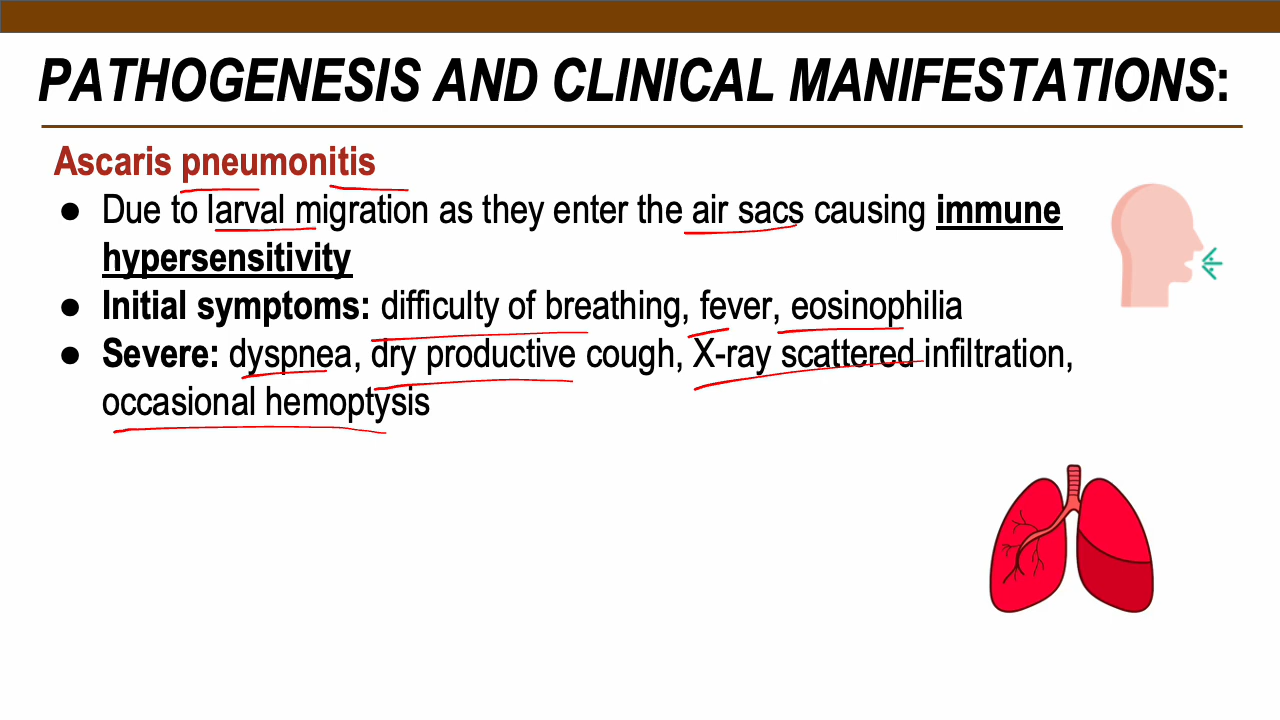 PATHOGENESIS AND CLINICAL MANIFESTATIONS:
Ascaris pneumonitis
● Due to larval migration as they enter the air sacs causing immune
hypersensitivity
● Initial symptoms: difficulty of breathing, fever, eosinophilia
● Severe: dyspnea, dry productive cough, X-ray scattered infiltration,
occasional hemoptysis